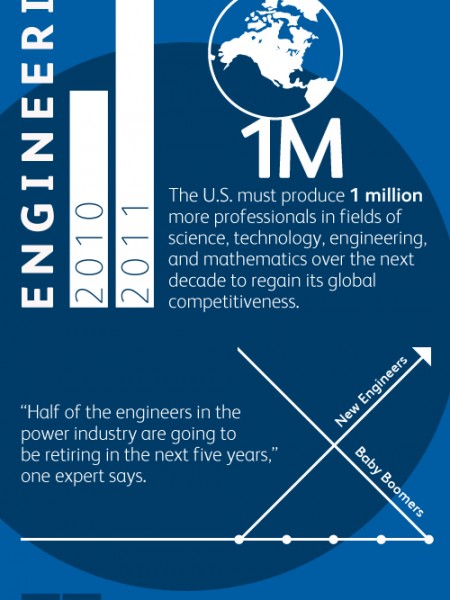 ENGINEERI
2010
2011
1M
The U.S. must produce 1 million
more professionals in fields of
science, technology, engineering,
and mathematics over the next
decade to regain its global
competitiveness.
New Engineers
Baby Boomers
“Half of the engineers in the
power industry are going to
be retiring in the next five years,”
one expert says.